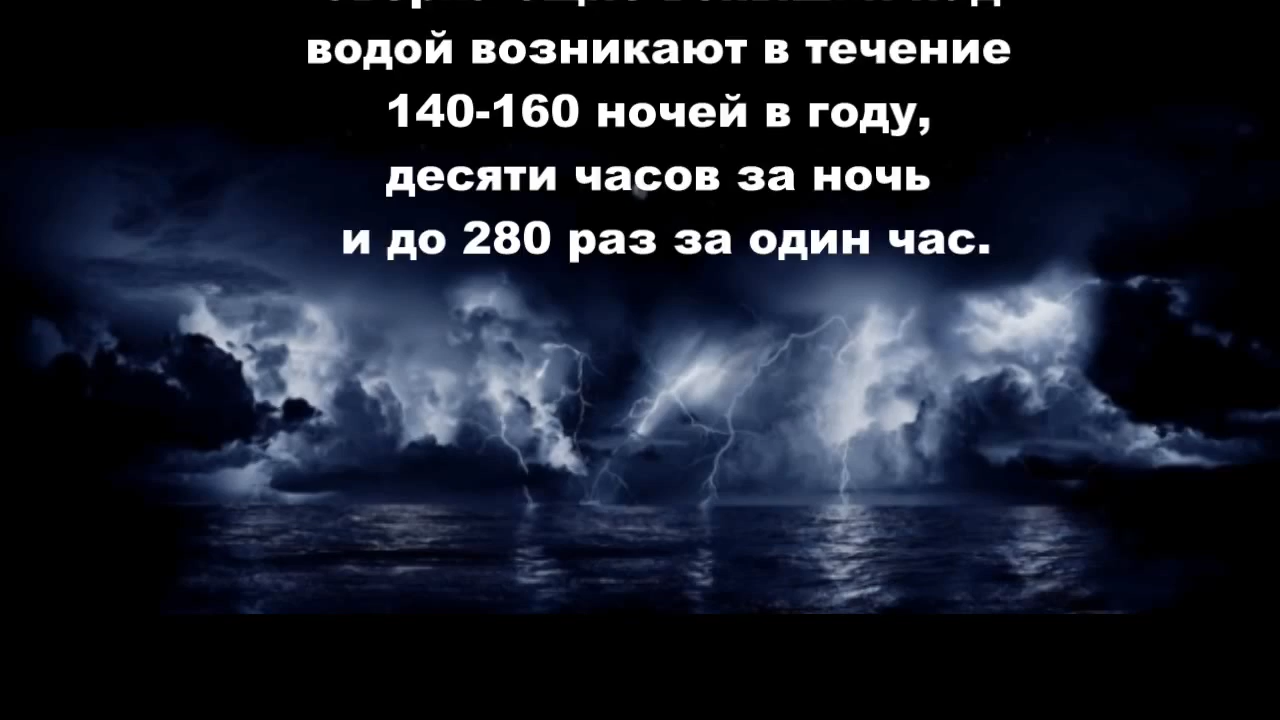 водой возникают в течение
140-160 ночей в году,
десяти часов за ночь
и до 280 раз за один час.